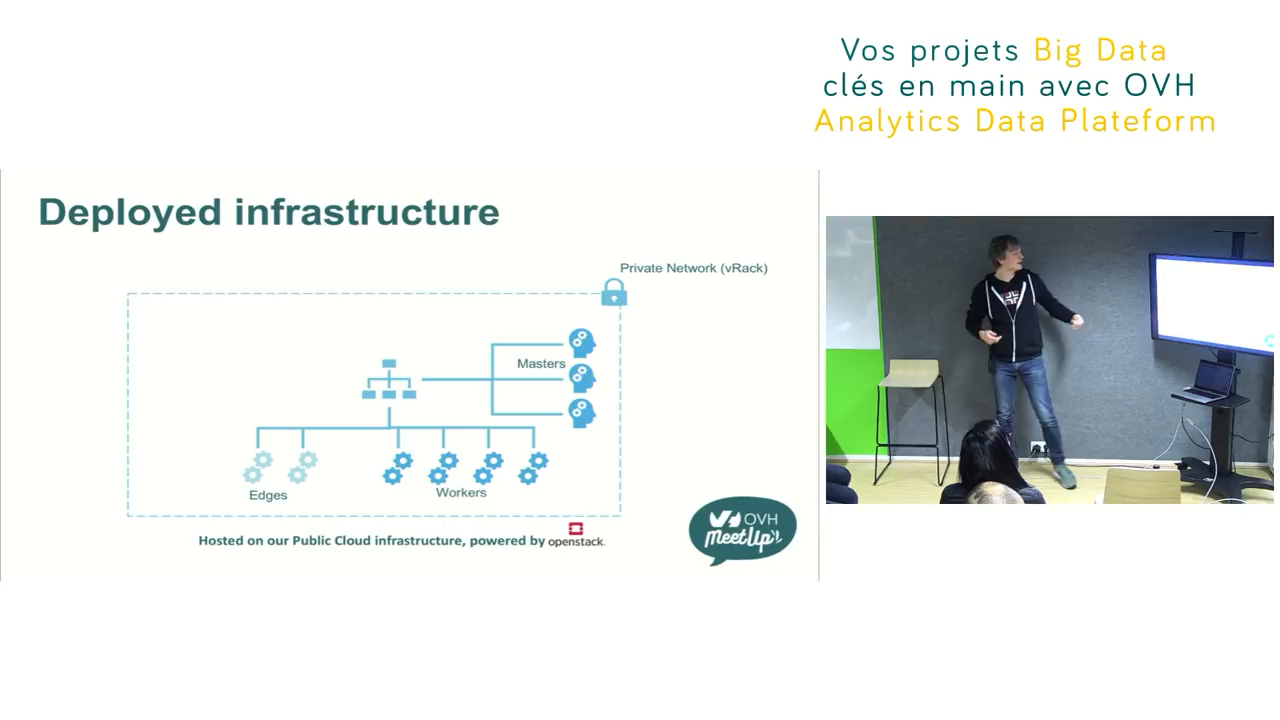 Vos projets Big Data
clés en main avec OVH
Analytics Data Plateform
Deployed infrastructure
Private Network (vRack)
Masters
Edges
Workers
Hosted on our Public Cloud infrastructure, powered by openstack.
OVH
MeetUp